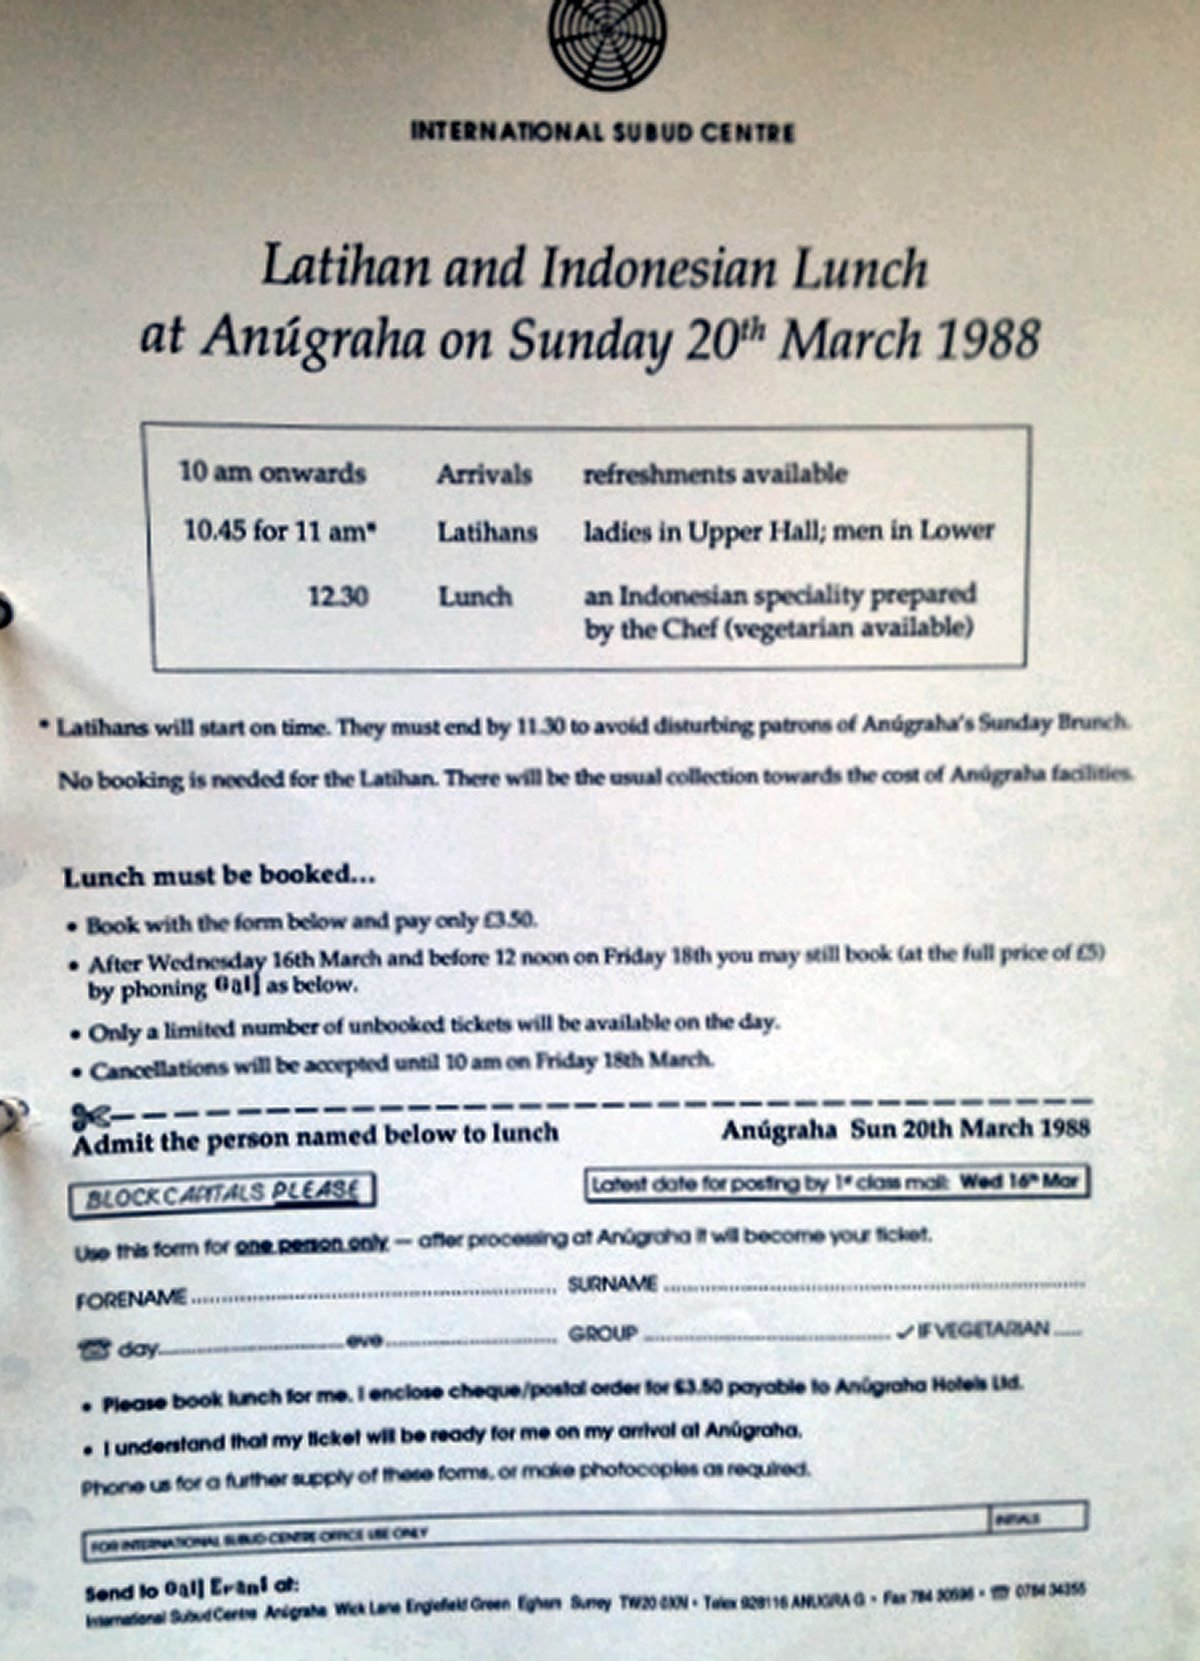 INTERNATIONAL SUBUD CENTRE
Latihan and Indonesian Lunch
at Anúgraha on Sunday 20th March 1988
10 am onwards Arrivals refreshments available
10.45 for 11 am* Latihans ladies in Upper Hall; men in Lower
12.30 Lunch an Indonesian speciality prepared
by the Chef (vegetarian available)
* Latihans will start on time. They must end by 11.30 to avoid disturbing patrons of Anúgraha's Sunday Brunch.
No booking is needed for the Latihan. There will be the usual collection towards the cost of Anúgraha facilities.
Lunch must be booked...
• Book with the form below and pay only £3.50.
• After Wednesday 16th March and before 12 noon on Friday 18th you may still book (at the full price of £5)
by phoning as below.
• Only a limited number of unbooked tickets will be available on the day.
• Cancellations will be accepted until 10 am on Friday 18th March.
Admit the person named below to lunch Anúgraha Sun 20th March 1988
BLOCK CAPITALS PLEASE Latest date for posting by 1st class mail: Wed 16th Mar
Use this form for one person only — after processing at Anúgraha it will become your ticket.
FORENAME SURNAME
☎ day eve GROUP ✓ IF VEGETARIAN
• Please book lunch for me. I enclose cheque/postal order for £3.50 payable to Anúgraha Hotels Ltd.
• I understand that my ticket will be ready for me on my arrival at Anúgraha.
Phone us for a further supply of these forms, or make photocopies as required.
FOR INTERNATIONAL SUBUD CENTRE OFFICE USE ONLY INITIALS
Send to at:
International Subud Centre Anúgraha Wick Lane Englefield Green Egham Surrey TW20 0XN • Telex 928116 ANUGRA G • Fax 784 30596 • ☎ 0784 34355